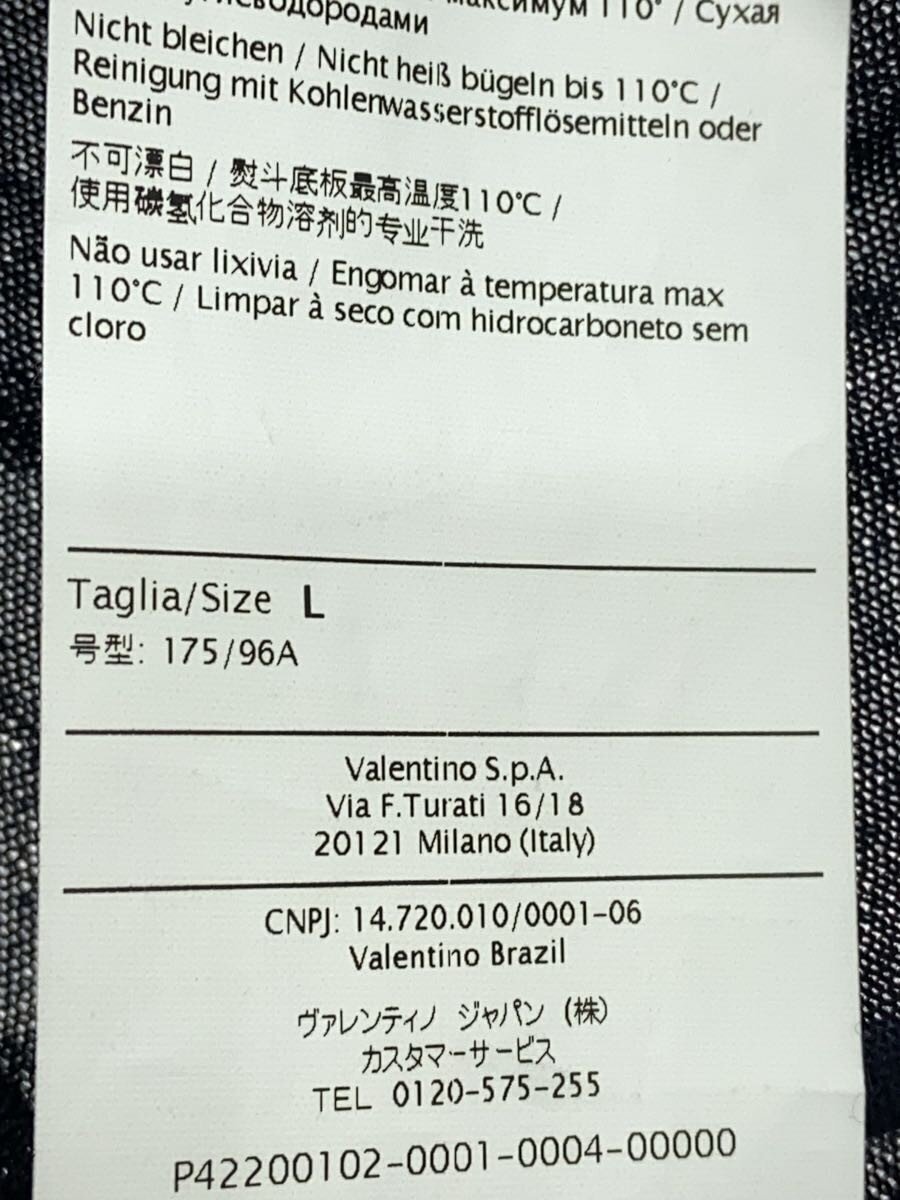 максимум 110° / Сухая
углеводородами
Nicht bleichen / Nicht heiß bügeln bis 110°C /
Reinigung mit Kohlenwasserstofflösemitteln oder
Benzin
不可漂白 / 熨斗底板最高温度110°C /
使用磯氢化合物溶剂的专业干洗
Não usar lixivia / Engomar à temperatura max
110°C / Limpar à seco com hidrocarboneto sem
cloro
Taglia/Size L
号型: 175/96A
Valentino S.p.A.
Via F.Turati 16/18
20121 Milano (Italy)
CNPJ: 14.720.010/0001-06
Valentino Brazil
ヴァレンティノ ジャパン (株)
カスタマーサービス
TEL 0120-575-255
P42200102-0001-0004-00000